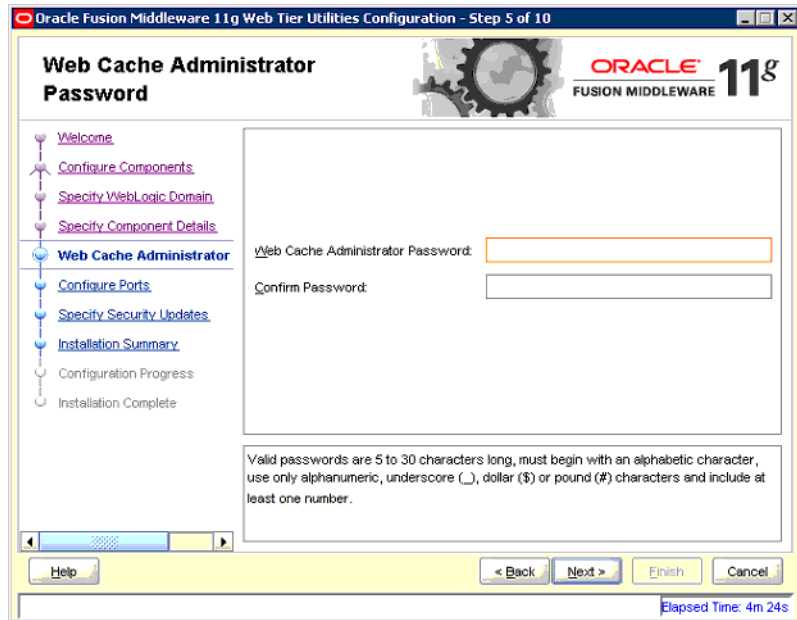 Oracle Fusion Middleware 11g Web Tier Utilities Configuration - Step 5 of 10
Web Cache Administrator
Password
ORACLE
FUSION MIDDLEWARE 11g
Welcome
Configure Components
Specify WebLogic Domain
Specify Component Details
Web Cache Administrator
Configure Ports
Specify Security Updates
Installation Summary
Configuration Progress
Installation Complete
Web Cache Administrator Password:
Confirm Password:
Valid passwords are 5 to 30 characters long, must begin with an alphabetic character,
use only alphanumeric, underscore (_), dollar ($) or pound (#) characters and include at
least one number.
Help
< Back
Next >
Finish
Cancel
Elapsed Time: 4m 24s